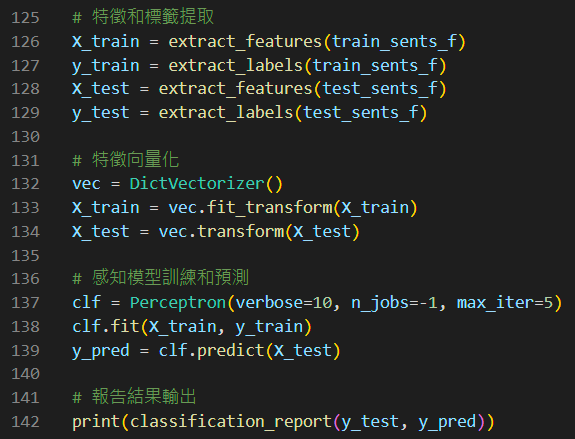 125 # 特徵和標籤提取
126 X_train = extract_features(train_sents_f)
127 y_train = extract_labels(train_sents_f)
128 X_test = extract_features(test_sents_f)
129 y_test = extract_labels(test_sents_f)
130
131 # 特徵向量化
132 vec = DictVectorizer()
133 X_train = vec.fit_transform(X_train)
134 X_test = vec.transform(X_test)
135
136 # 感知模型訓練和預測
137 clf = Perceptron(verbose=10, n_jobs=-1, max_iter=5)
138 clf.fit(X_train, y_train)
139 y_pred = clf.predict(X_test)
140
141 # 報告結果輸出
142 print(classification_report(y_test, y_pred))